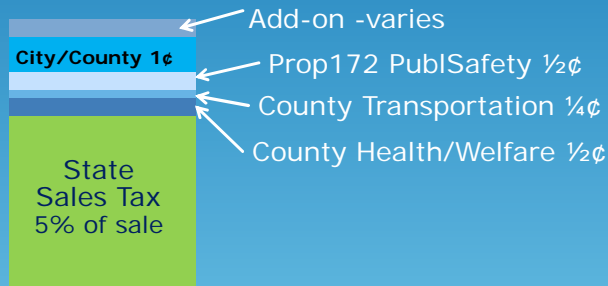 Add-on -varies
City/County 1¢
Prop172 PublSafety ½¢
County Transportation ¼¢
County Health/Welfare ½¢
State
Sales Tax
5% of sale